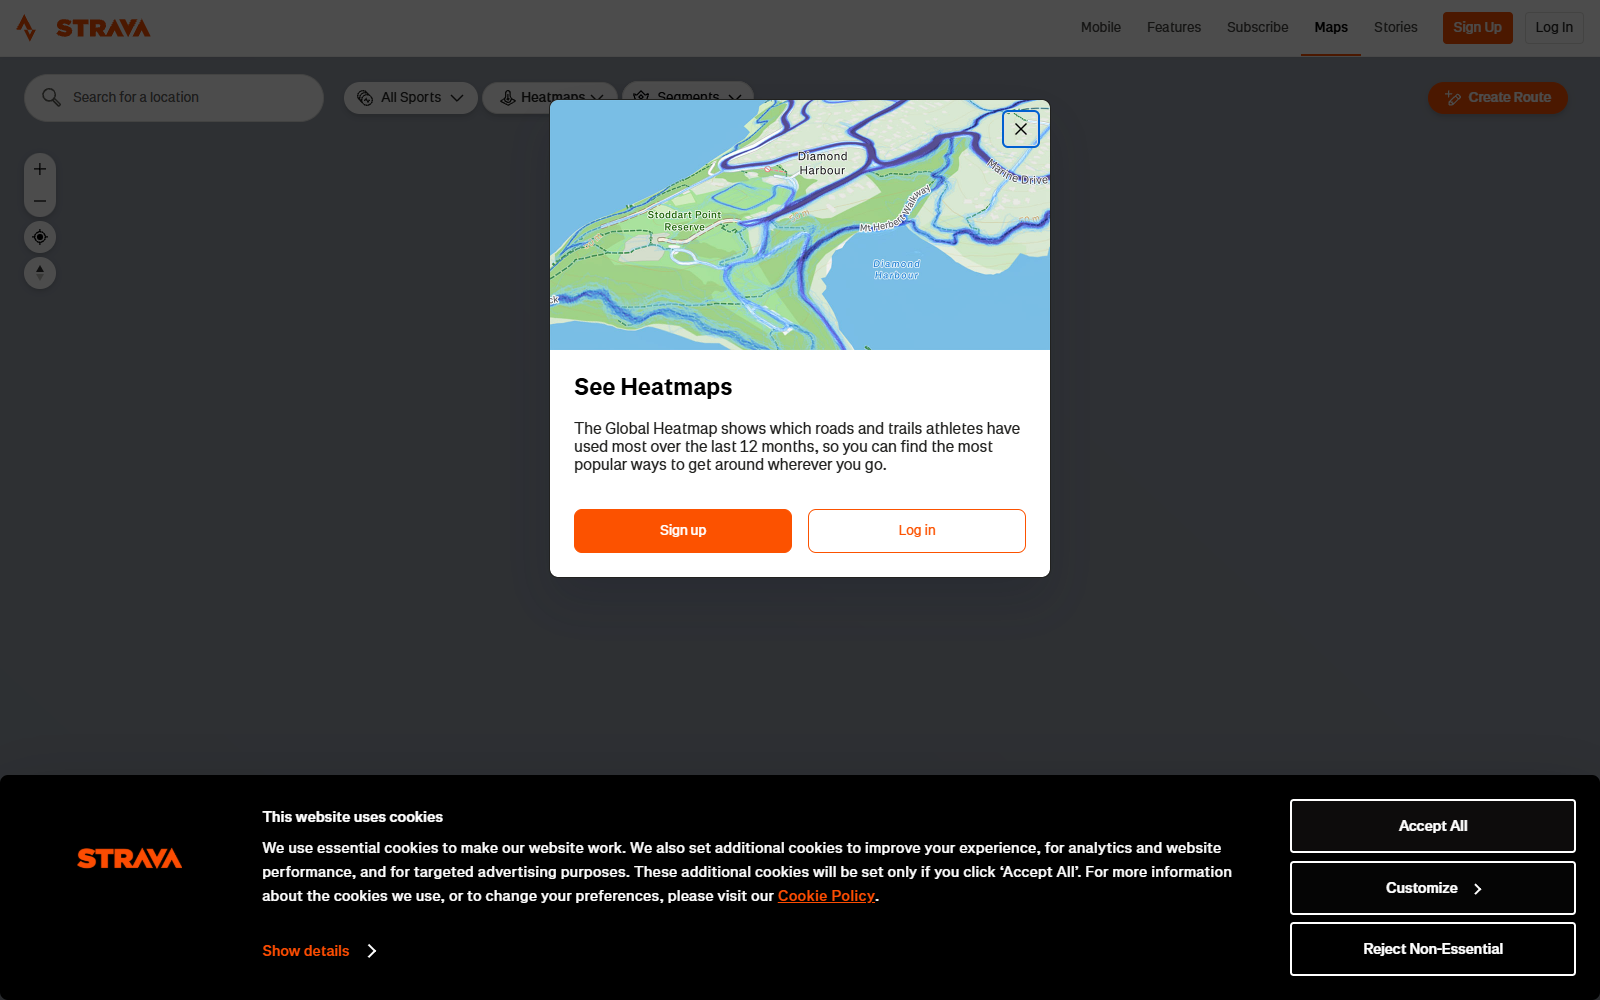 STRAVA
Mobile
Features
Subscribe
Maps
Stories
Sign Up
Log In
Search for a location
All Sports
Heatmaps
Segments
Create Route
Diamond
Harbour
Marine Drive
Stoddart Point
Reserve
Mt Herbert Walkway
Diamond
Harbour
See Heatmaps
The Global Heatmap shows which roads and trails athletes have
used most over the last 12 months, so you can find the most
popular ways to get around wherever you go.
Sign up
Log in
STRAVA
This website uses cookies
We use essential cookies to make our website work. We also set additional cookies to improve your experience, for analytics and website
performance, and for targeted advertising purposes. These additional cookies will be set only if you click ‘Accept All’. For more information
about the cookies we use, or to change your preferences, please visit our Cookie Policy.
Show details
Accept All
Customize
Reject Non-Essential